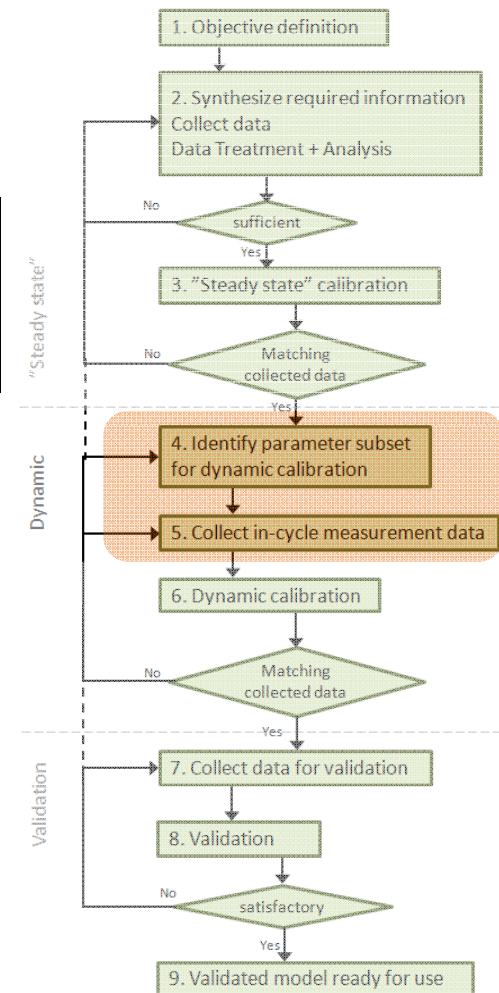 1. Objective definition
2. Synthesize required information
Collect data
Data Treatment + Analysis
No
sufficient
Yes
3. ”Steady state” calibration
”Steady state”
No
Matching
collected data
Yes
4. Identify parameter subset
for dynamic calibration
Dynamic
5. Collect in-cycle measurement data
6. Dynamic calibration
No
Matching
collected data
Yes
7. Collect data for validation
Validation
8. Validation
No
satisfactory
Yes
9. Validated model ready for use